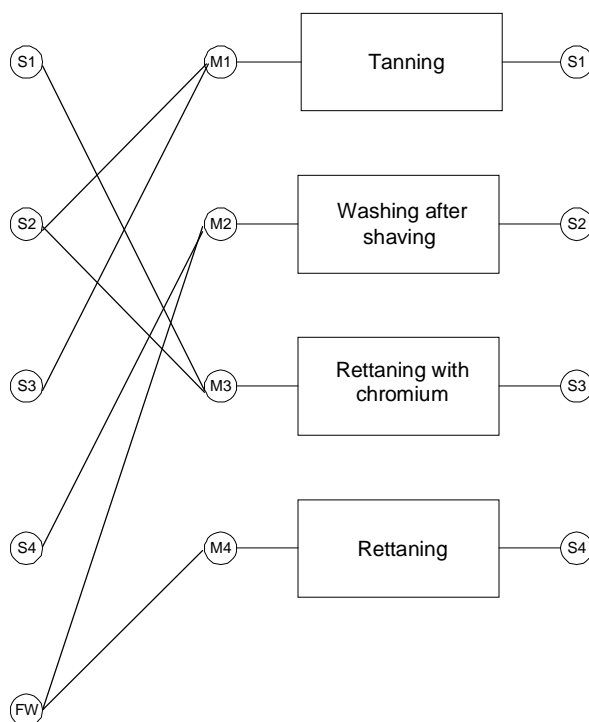 S1 M1 Tanning S1
S2 M2 Washing after
shaving S2
S3 M3 Rettaning with
chromium S3
S4 M4 Rettaning S4
FW